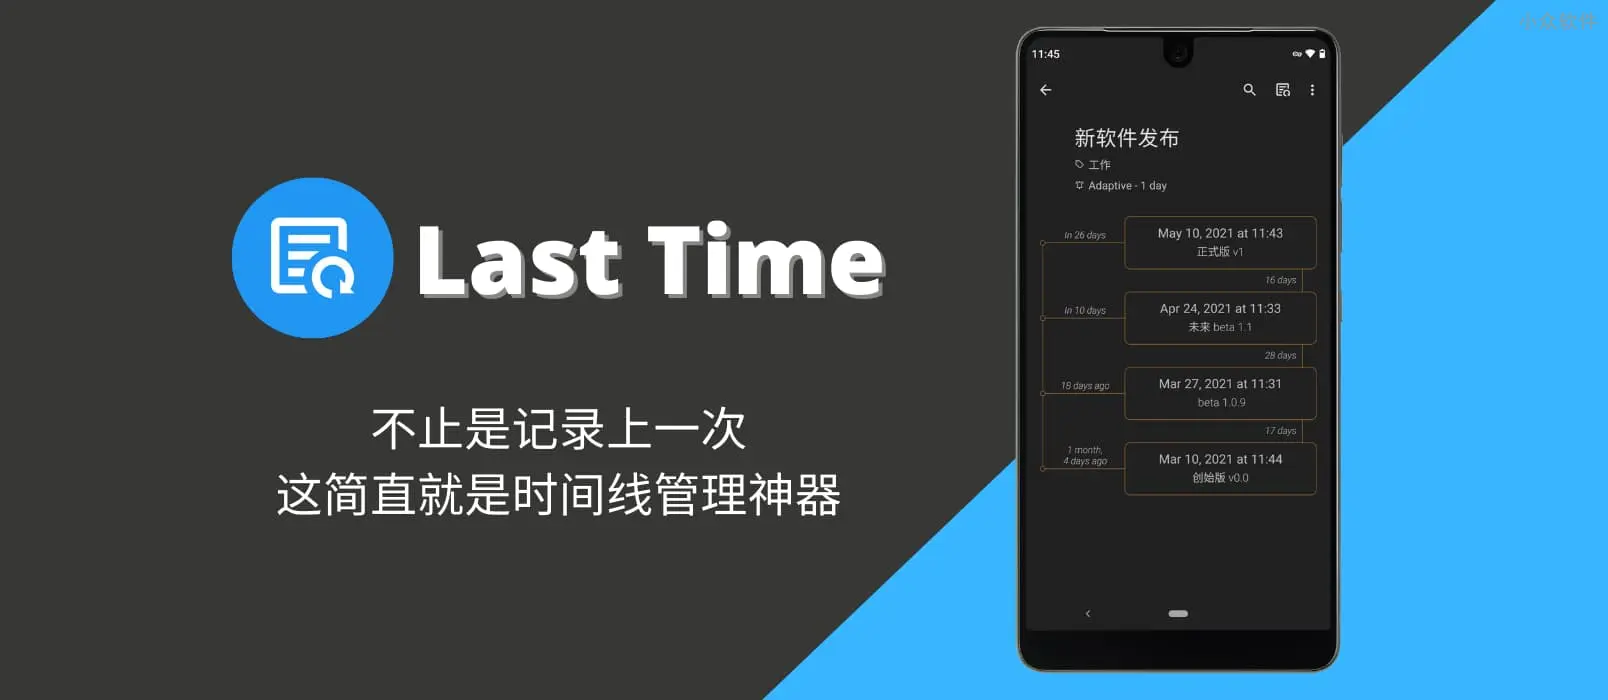 小众软件
Last Time
不止是记录上一次
这简直就是时间线管理神器
11:45
新软件发布
工作
Adaptive - 1 day
In 26 days
May 10, 2021 at 11:43
正式版 v1
16 days
In 10 days
Apr 24, 2021 at 11:33
未来 beta 1.1
28 days
18 days ago
Mar 27, 2021 at 11:31
beta 1.0.9
17 days
1 month,
4 days ago
Mar 10, 2021 at 11:44
创始版 v0.0